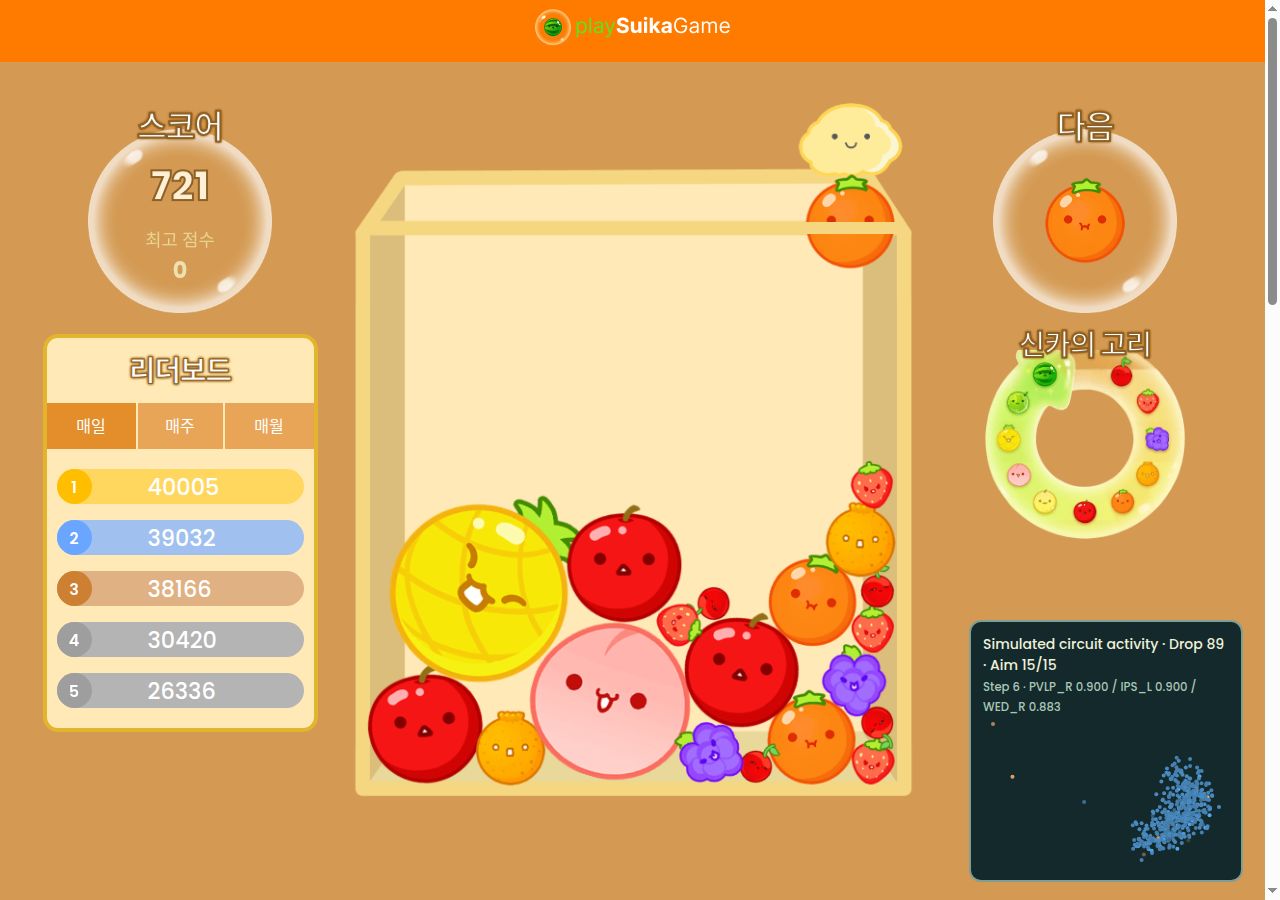 playSuikaGame
스코어
721
최고 점수
0
리더보드
매일 매주 매월
1 40005
2 39032
3 38166
4 30420
5 26336
다음
신카의 고리
Simulated circuit activity · Drop 89
· Aim 15/15
Step 6 · PVLP_R 0.900 / IPS_L 0.900 /
WED_R 0.883